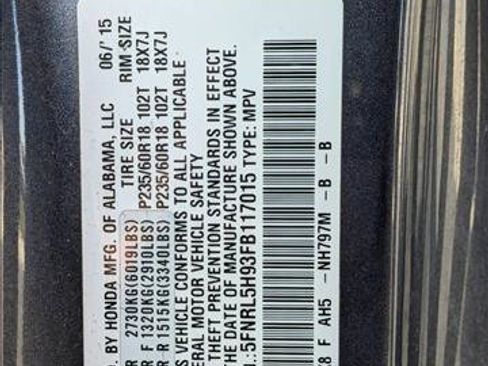 D. BY HONDA MFG. OF ALABAMA, LLC 06/'15
R 2730KG(6019LBS) TIRE SIZE RIM SIZE
R F 1320KG(2910LBS) P235/60R18 102T 18X7J
R R 1515KG(3340LBS) P235/60R18 102T 18X7J
S VEHICLE CONFORMS TO ALL APPLICABLE
ERAL MOTOR VEHICLE SAFETY
THEFT PREVENTION STANDARDS IN EFFECT
DATE OF MANUFACTURE SHOWN ABOVE.
.:5FNRL5H93FB117015 TYPE: MPV
K8 F AH5 - NH797M - B - B